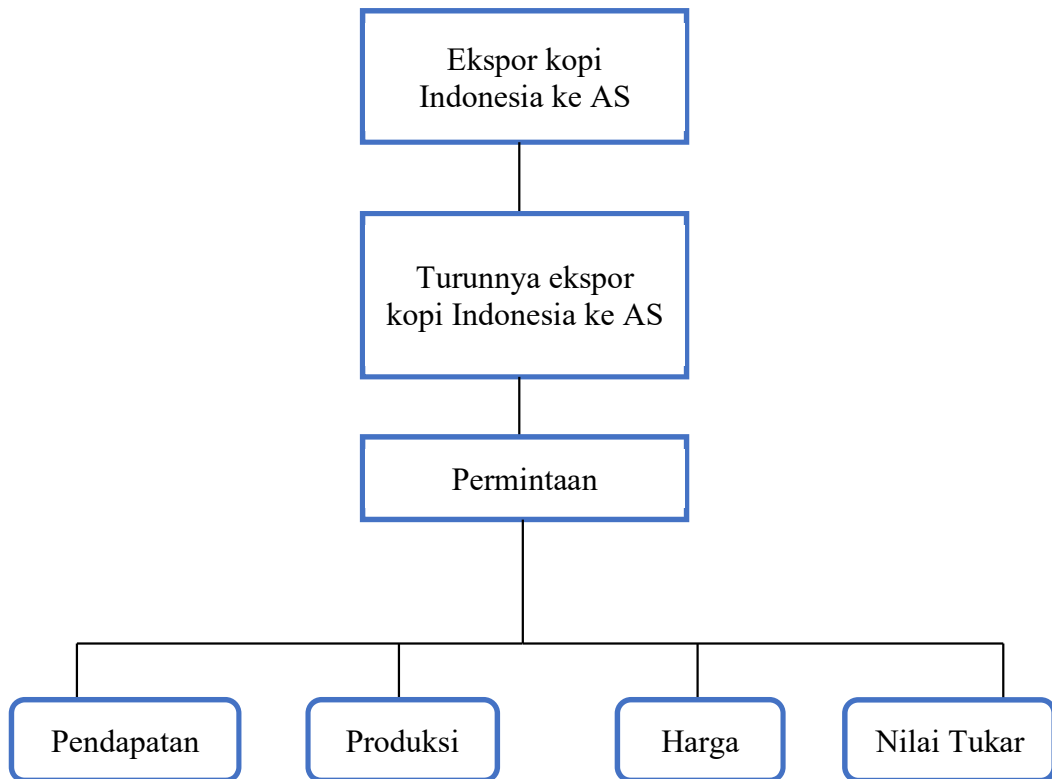 Ekspor kopi
Indonesia ke AS
Turunnya ekspor
kopi Indonesia ke AS
Permintaan
Pendapatan
Produksi
Harga
Nilai Tukar